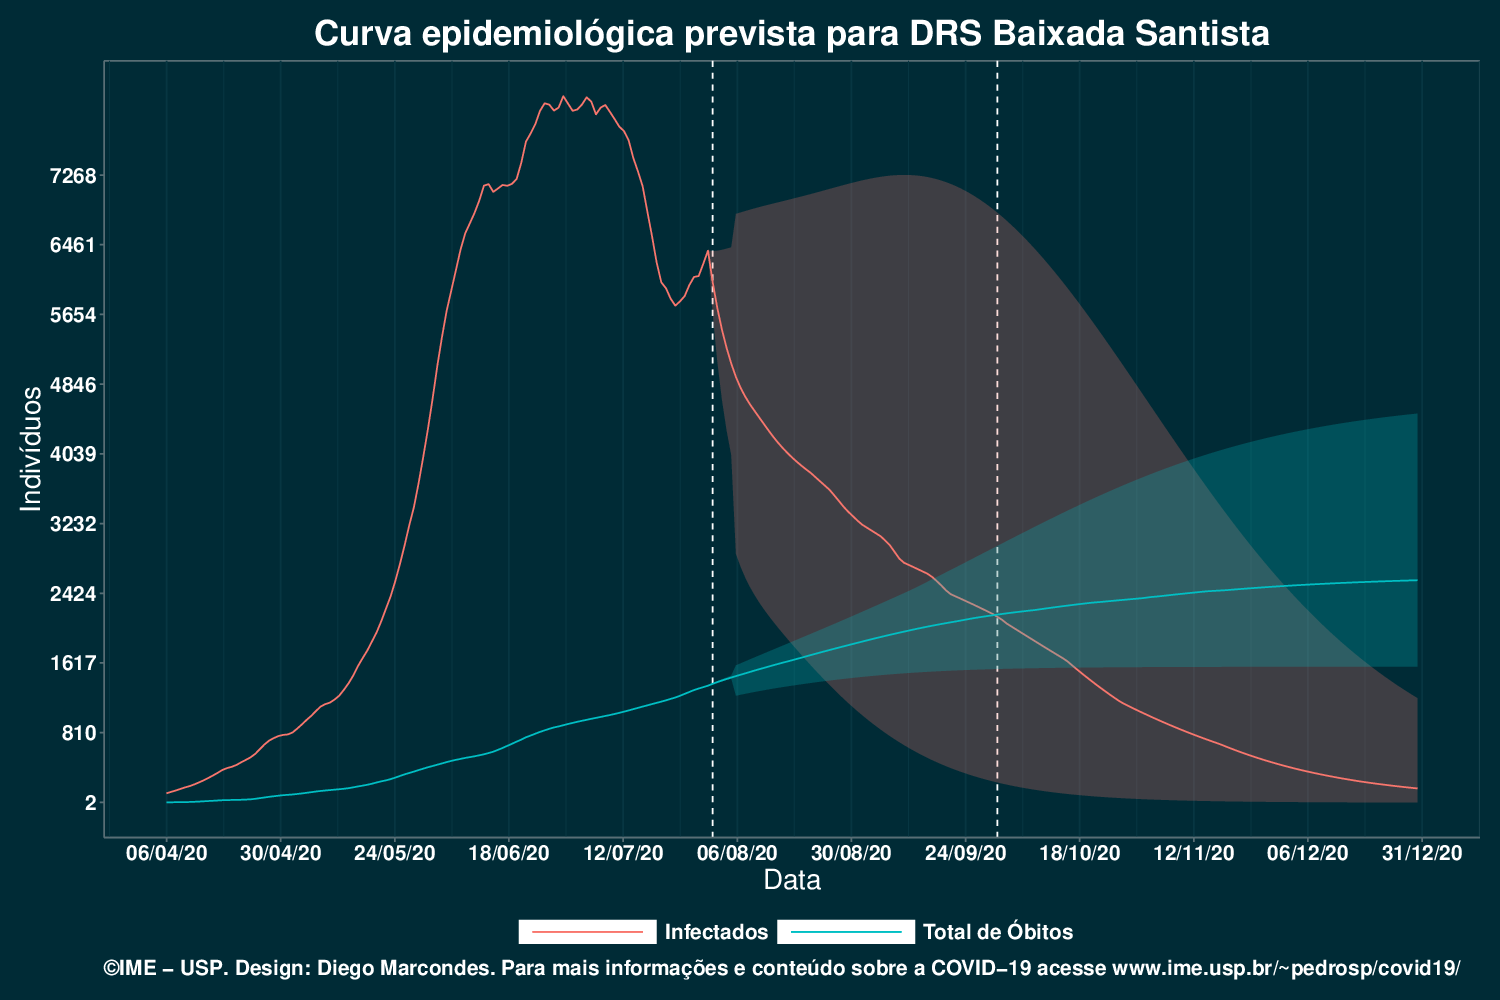 Curva epidemiológica prevista para DRS Baixada Santista
Indivíduos
7268
6461
5654
4846
4039
3232
2424
1617
810
2
06/04/20 30/04/20 24/05/20 18/06/20 12/07/20 06/08/20 30/08/20 24/09/20 18/10/20 12/11/20 06/12/20 31/12/20
Data
Infectados Total de Óbitos
©IME − USP. Design: Diego Marcondes. Para mais informações e conteúdo sobre a COVID−19 acesse www.ime.usp.br/~pedrosp/covid19/